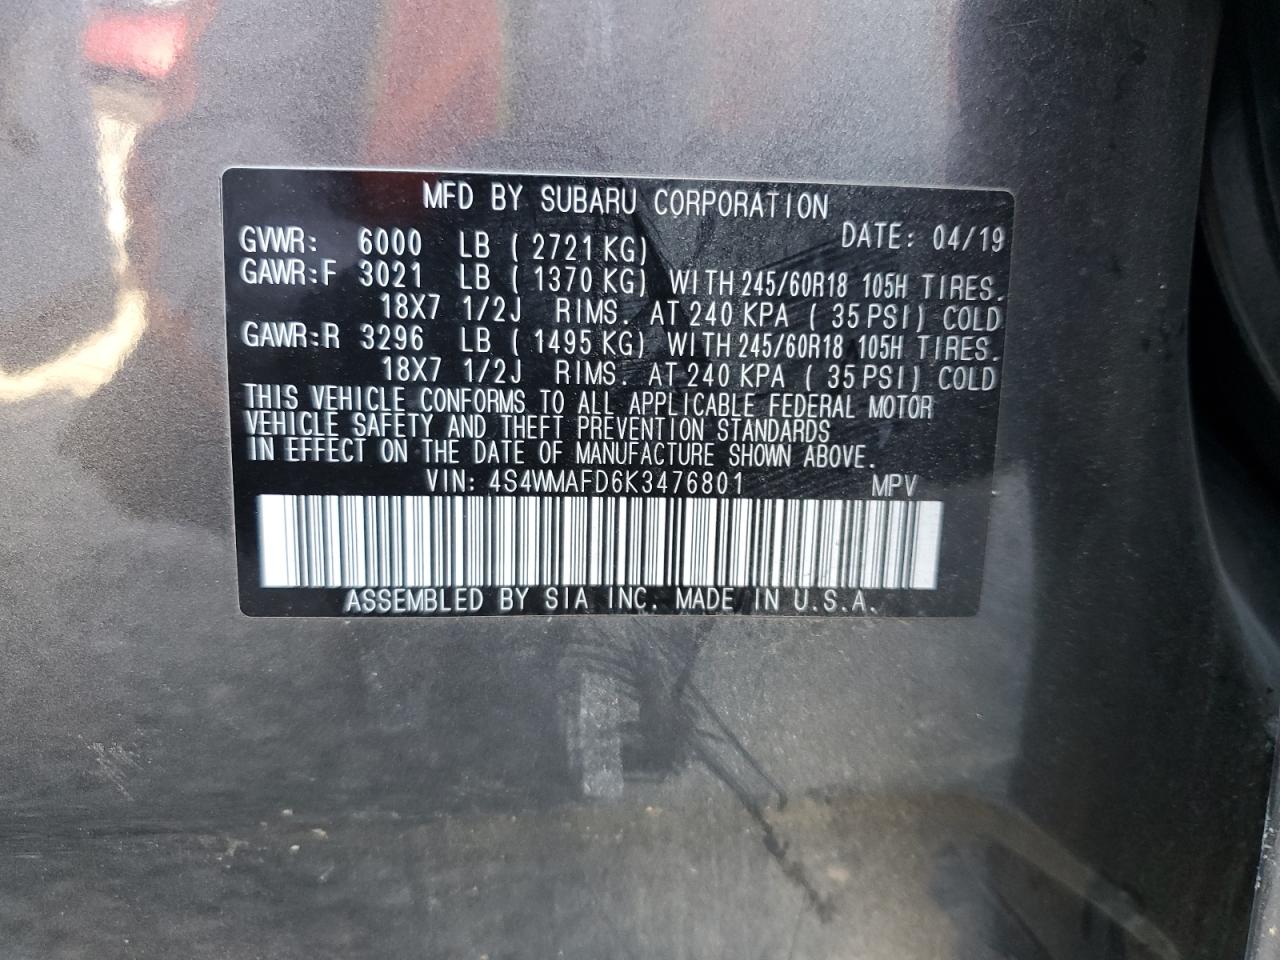 MFD BY SUBARU CORPORATION
DATE: 04/19
GVWR: 6000 LB ( 2721 KG)
GAWR:F 3021 LB ( 1370 KG) WITH 245/60R18 105H TIRES.
18X7 1/2J RIMS. AT 240 KPA ( 35 PSI) COLD
GAWR:R 3296 LB ( 1495 KG) WITH 245/60R18 105H TIRES.
18X7 1/2J RIMS. AT 240 KPA ( 35 PSI) COLD
THIS VEHICLE CONFORMS TO ALL APPLICABLE FEDERAL MOTOR
VEHICLE SAFETY AND THEFT PREVENTION STANDARDS
IN EFFECT ON THE DATE OF MANUFACTURE SHOWN ABOVE.
VIN: 4S4WMAFD6K3476801 MPV
ASSEMBLED BY SIA INC. MADE IN U.S.A.